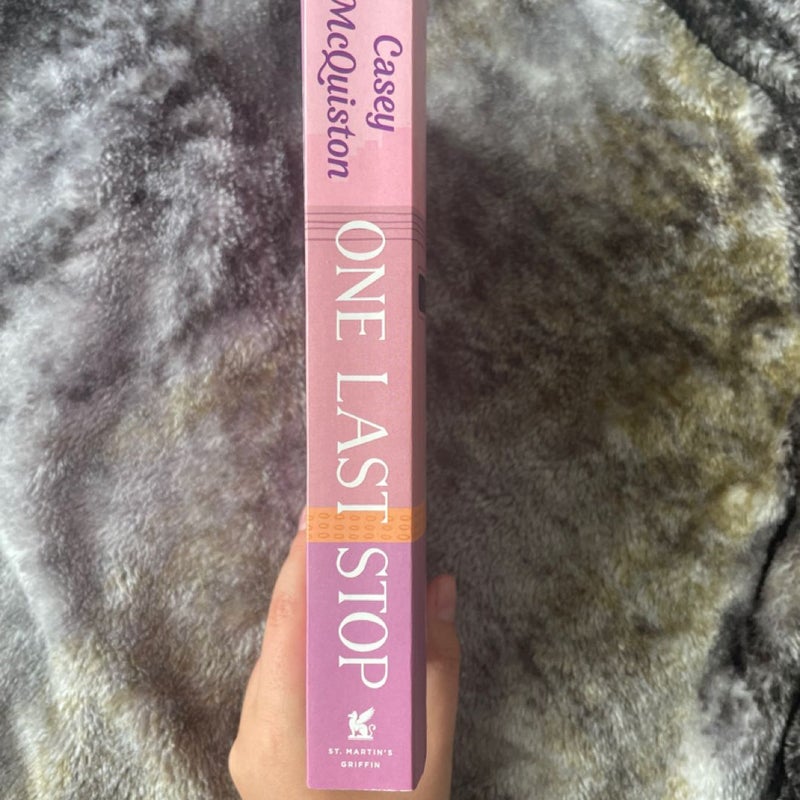 Casey
McQuiston
ONE LAST STOP
ST. MARTIN'S
GRIFFIN